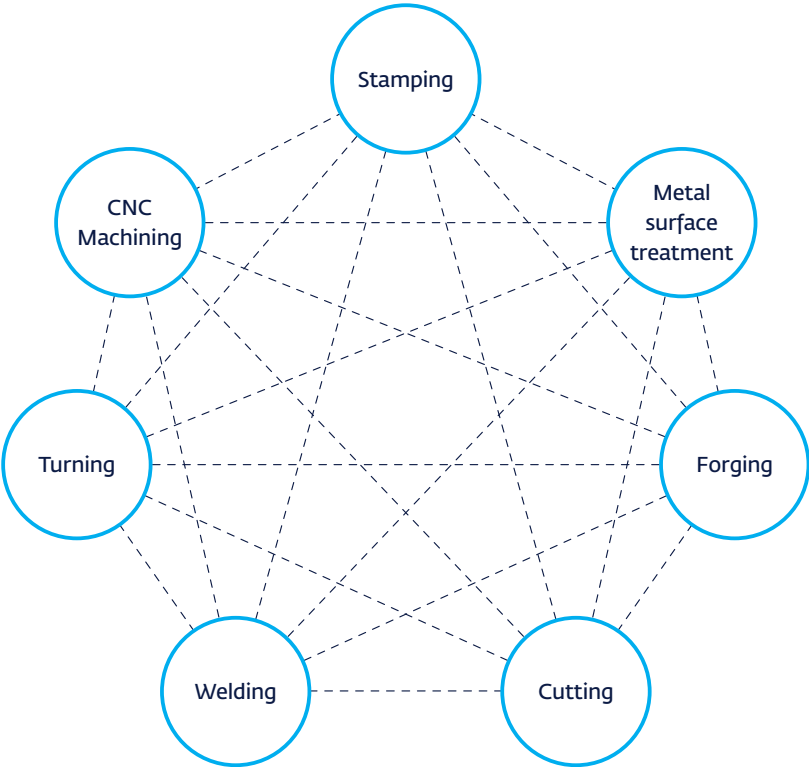 Stamping
CNC
Machining
Metal
surface
treatment
Turning
Forging
Welding
Cutting